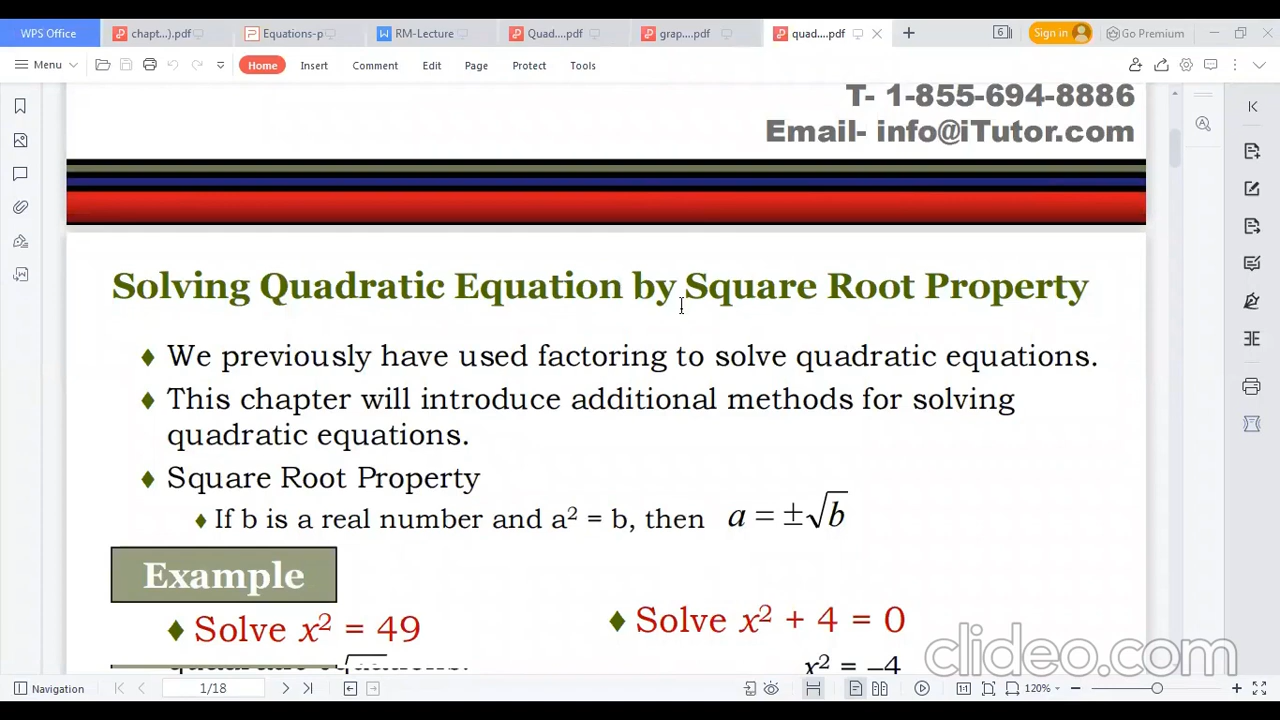 WPS Office
chapt...).pdf
Equations-p
RM-Lecture
Quad....pdf
grap....pdf
quad....pdf
6
Sign in
Go Premium
Menu
Home
Insert
Comment
Edit
Page
Protect
Tools
T- 1-855-694-8886
Email- info@iTutor.com
Solving Quadratic Equation by Square Root Property
We previously have used factoring to solve quadratic equations.
This chapter will introduce additional methods for solving
quadratic equations.
Square Root Property
If b is a real number and a² = b, then a = ±√b
Example
Solve x² = 49
Solve x² + 4 = 0
x² = –4
clideo.com
Navigation
1/18
120%